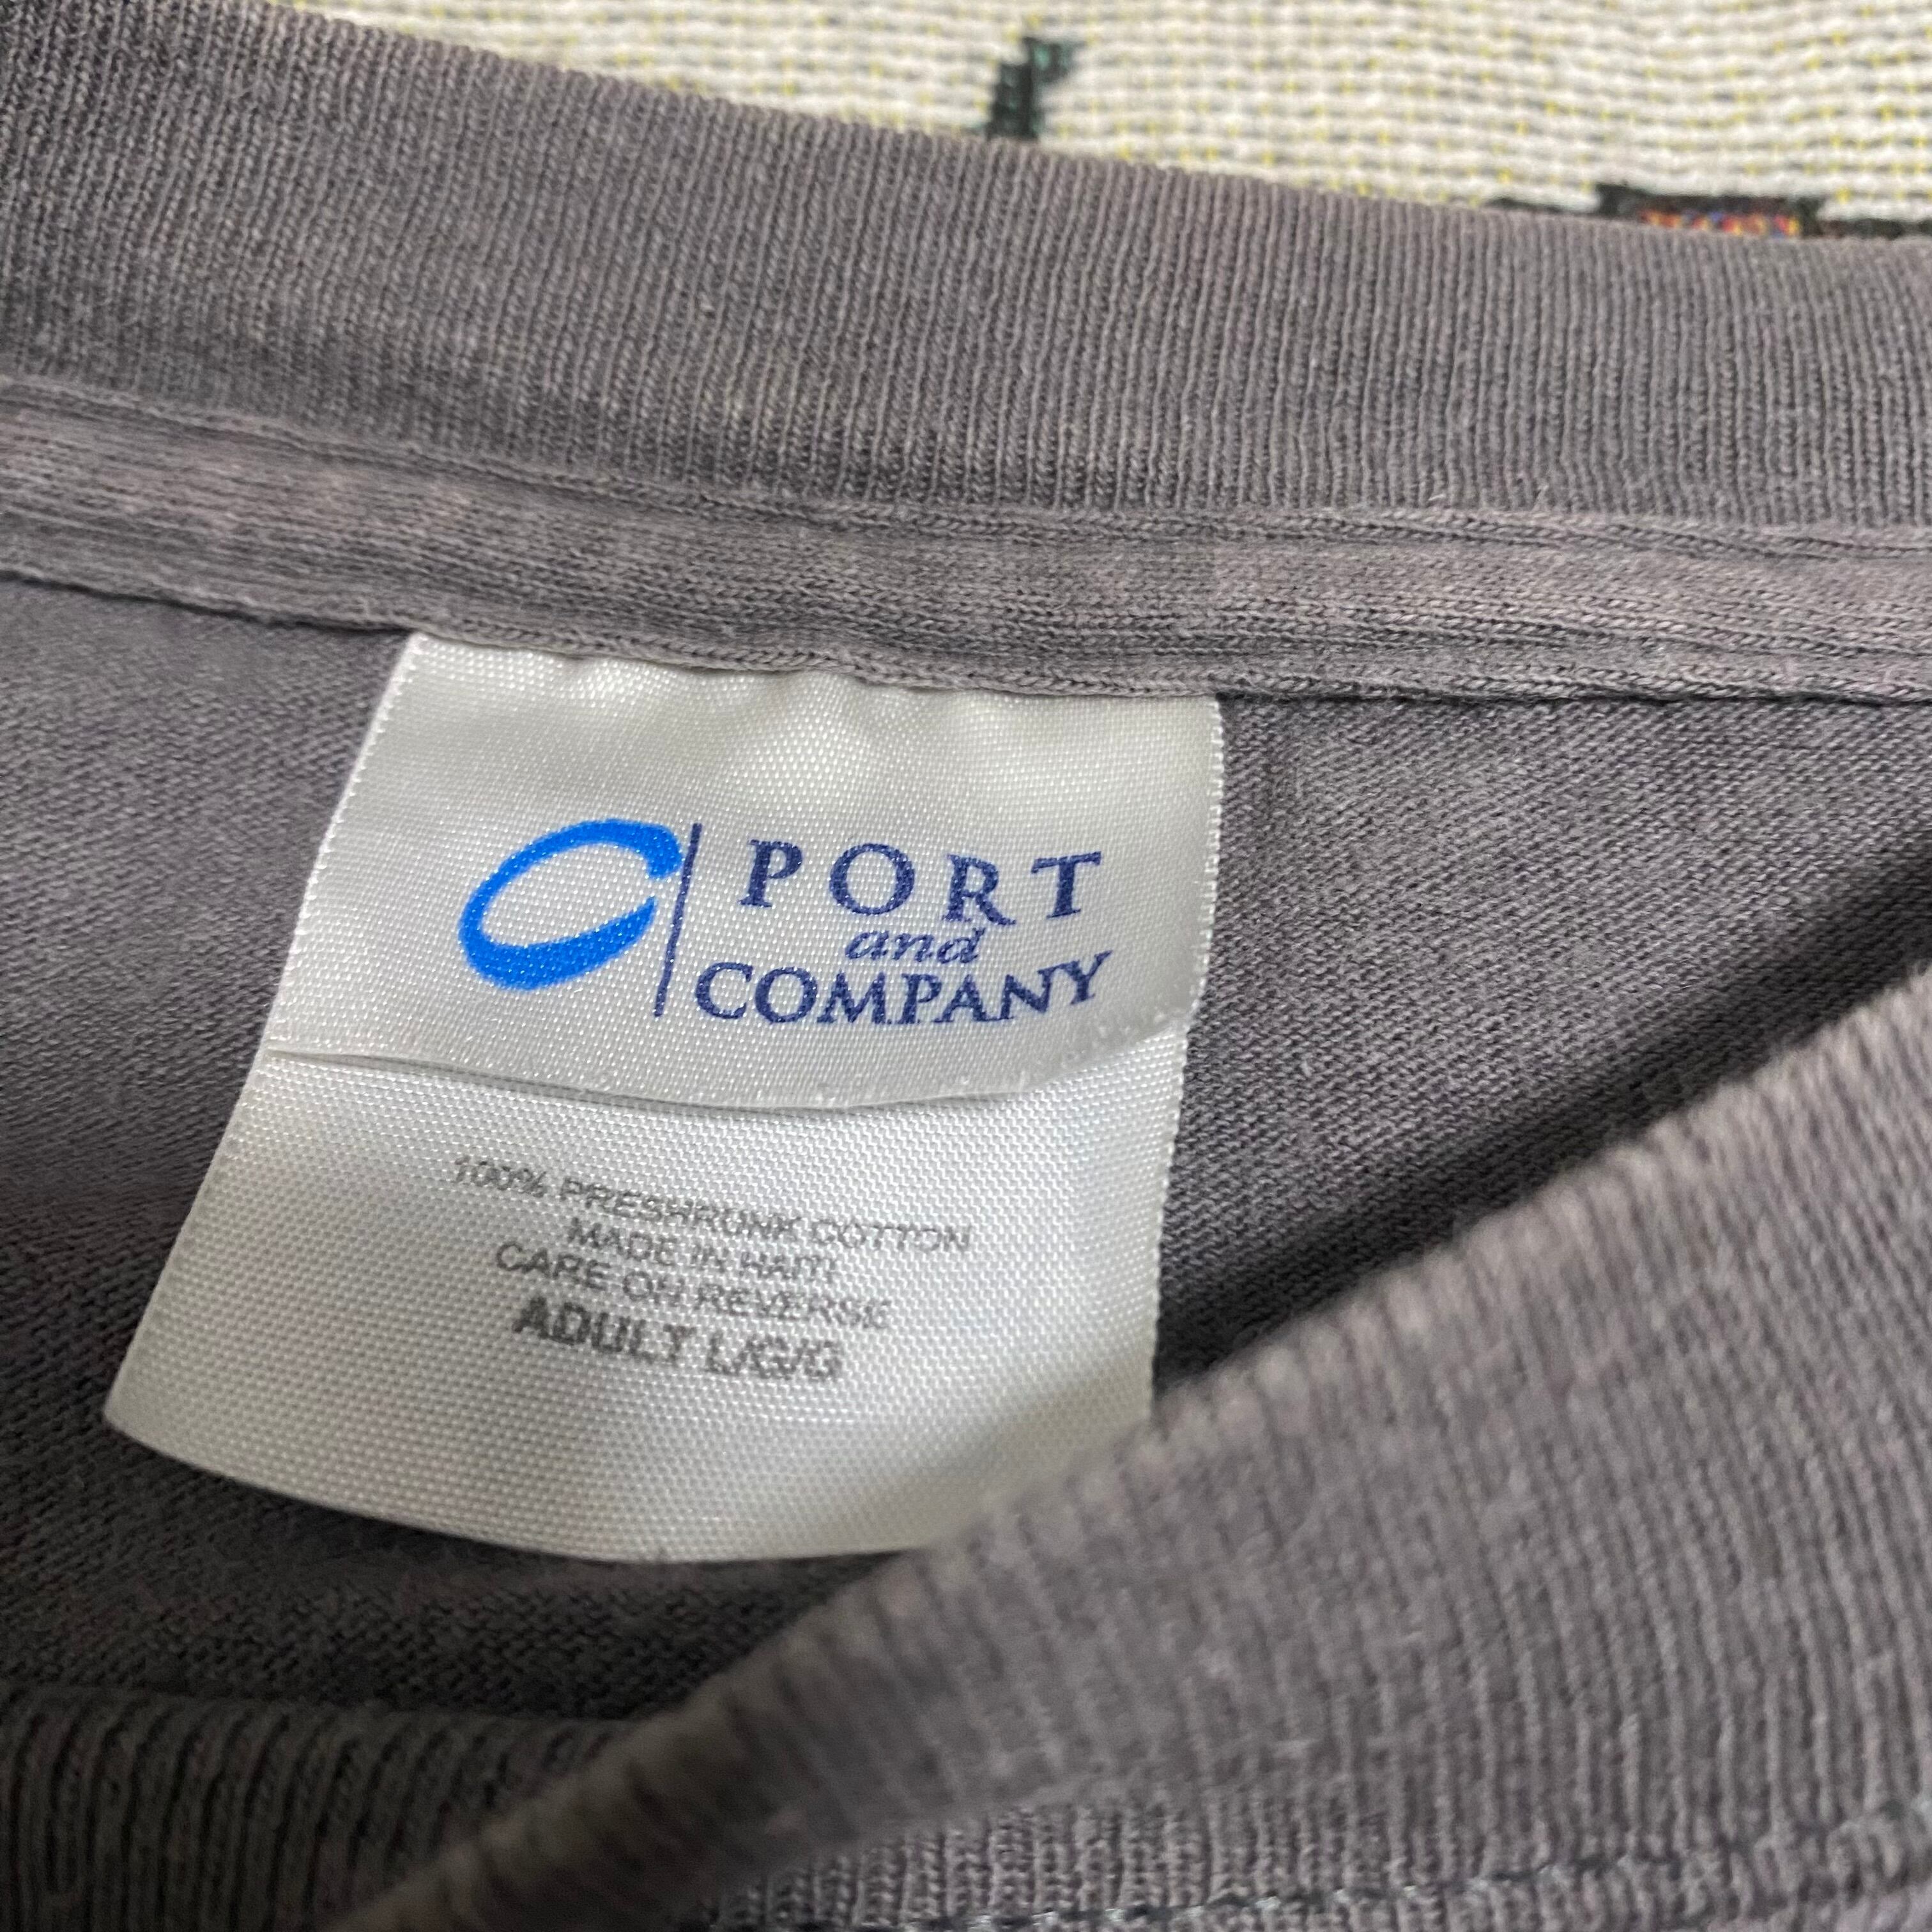 PORT
and
COMPANY
100% PRESHRUNK COTTON
MADE IN HAITI
CARE ON REVERSE
ADULT L/G/G